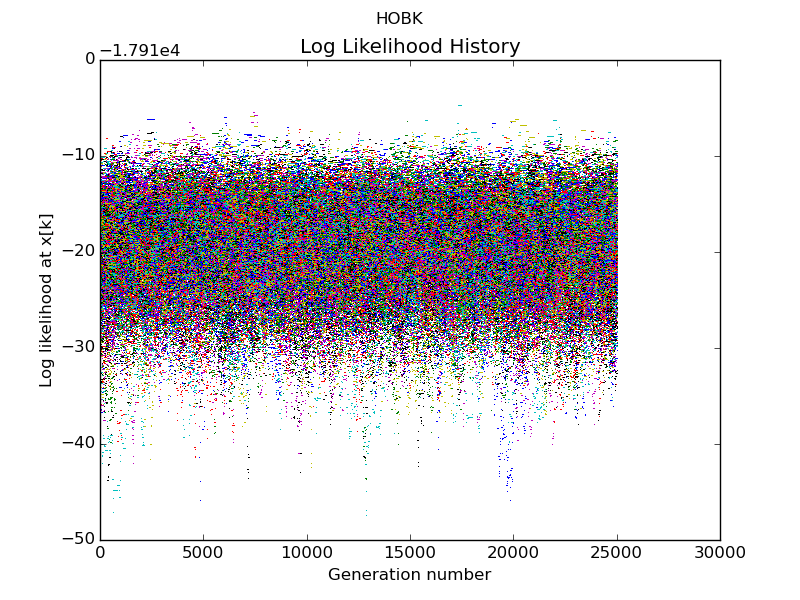 HOBK
Log Likelihood History
−1.791e4
0
−10
−20
−30
−40
−50
Log likelihood at x[k]
0 5000 10000 15000 20000 25000 30000
Generation number